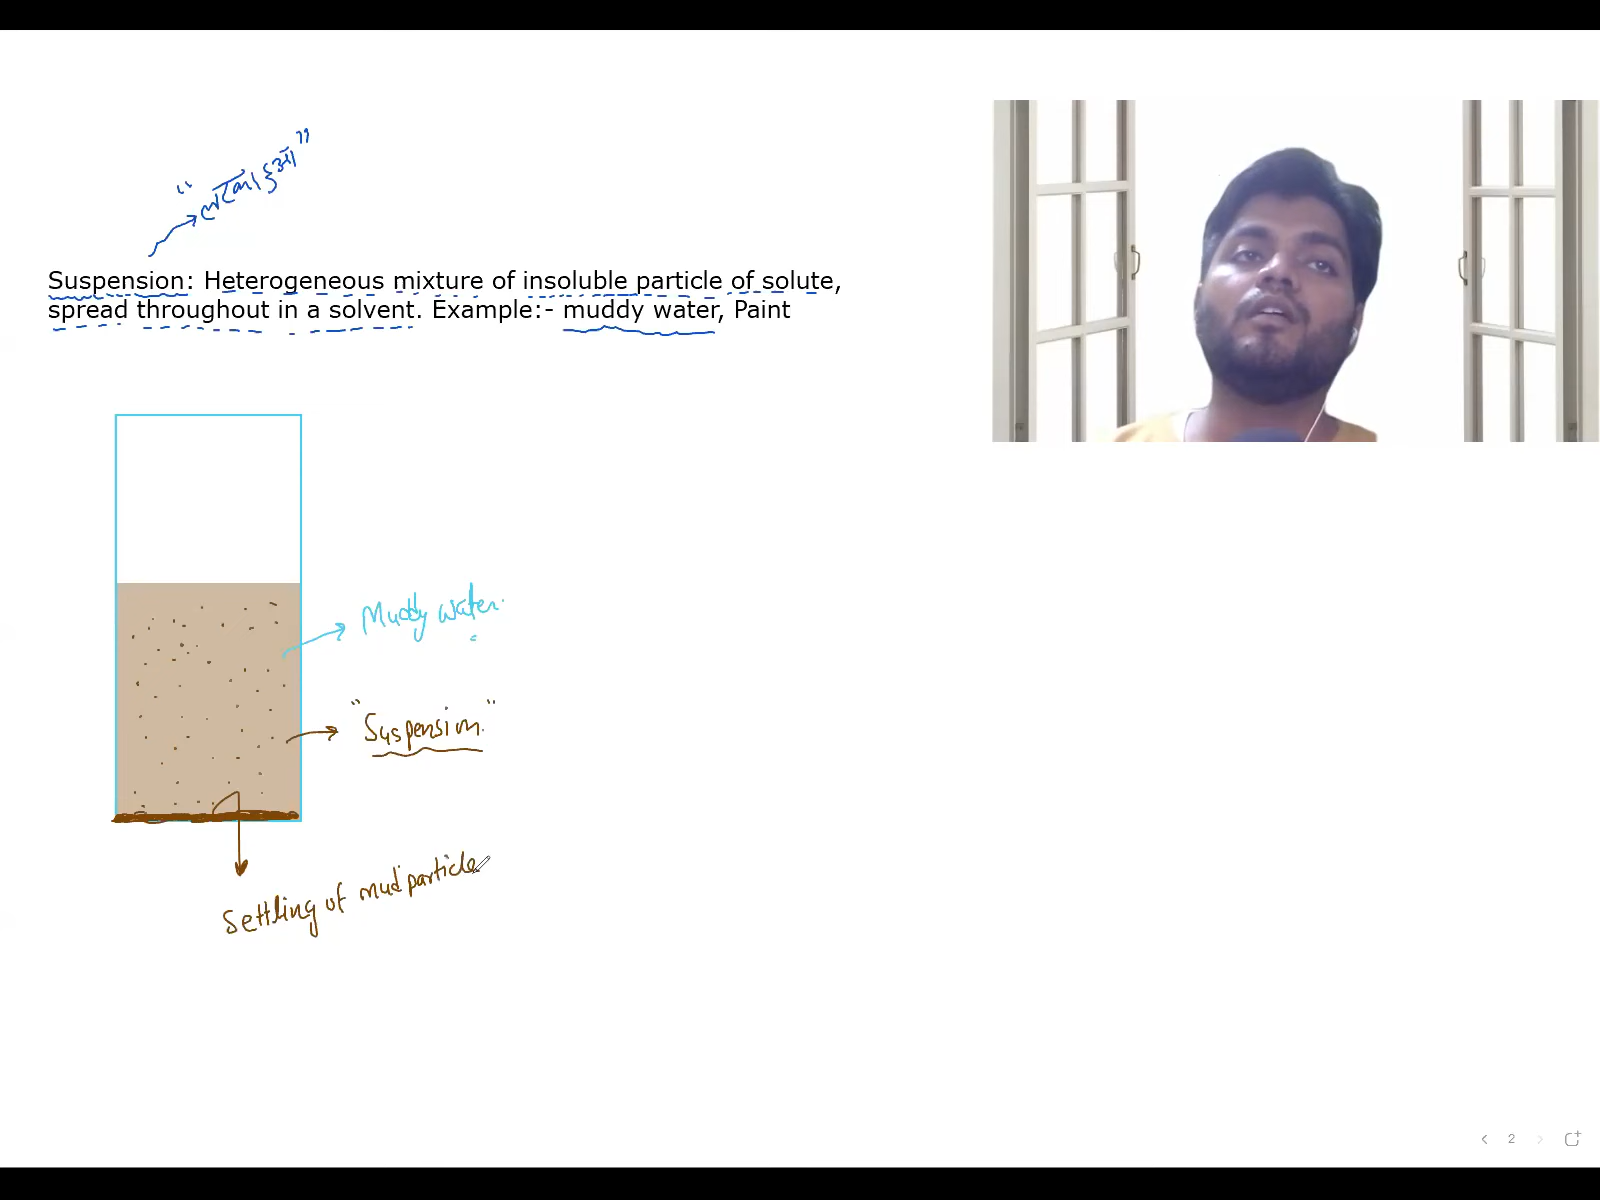 "लटका हुआ"
Suspension: Heterogeneous mixture of insoluble particle of solute,
spread throughout in a solvent. Example:- muddy water, Paint
Muddy water
"Suspension"
Settling of mud particle
2